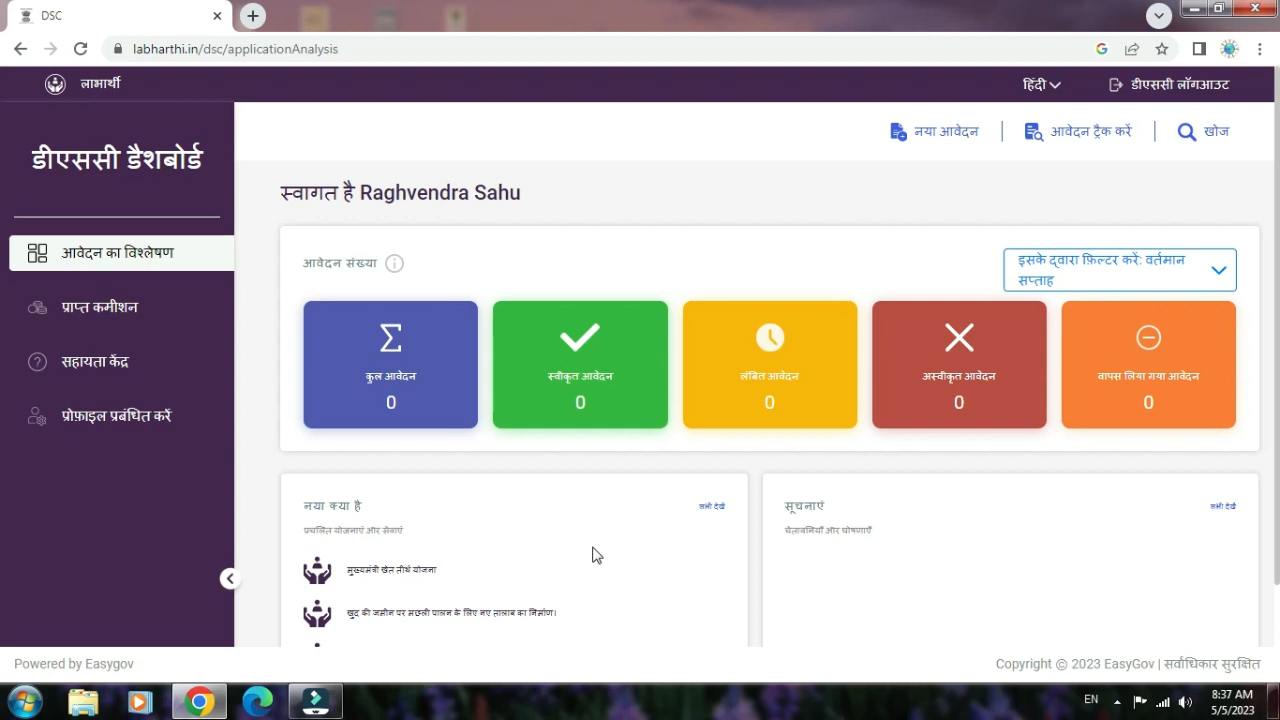 DSC
labharthi.in/dsc/applicationAnalysis
लाभार्थी
हिंदी
डीएससी लॉगआउट
डीएससी डैशबोर्ड
नया आवेदन
आवेदन ट्रैक करें
खोज
आवेदन का विश्लेषण
प्राप्त कमीशन
सहायता केंद्र
प्रोफ़ाइल प्रबंधित करें
स्वागत है Raghvendra Sahu
आवेदन संख्या
इसके द्वारा फ़िल्टर करें: वर्तमान
सप्ताह
कुल आवेदन
0
स्वीकृत आवेदन
0
लंबित आवेदन
0
अस्वीकृत आवेदन
0
वापस लिया गया आवेदन
0
नया क्या है
सभी देखें
प्रचलित योजनाएं और सेवाएं
मुख्यमंत्री खेत तीर्थ योजना
खुद की जमीन पर मछली पालन के लिए नए तालाब का निर्माण।
सूचनाएं
सभी देखें
चेतावनियाँ और घोषणाएँ
Powered by Easygov
Copyright © 2023 EasyGov | सर्वाधिकार सुरक्षित
EN
8:37 AM
5/5/2023